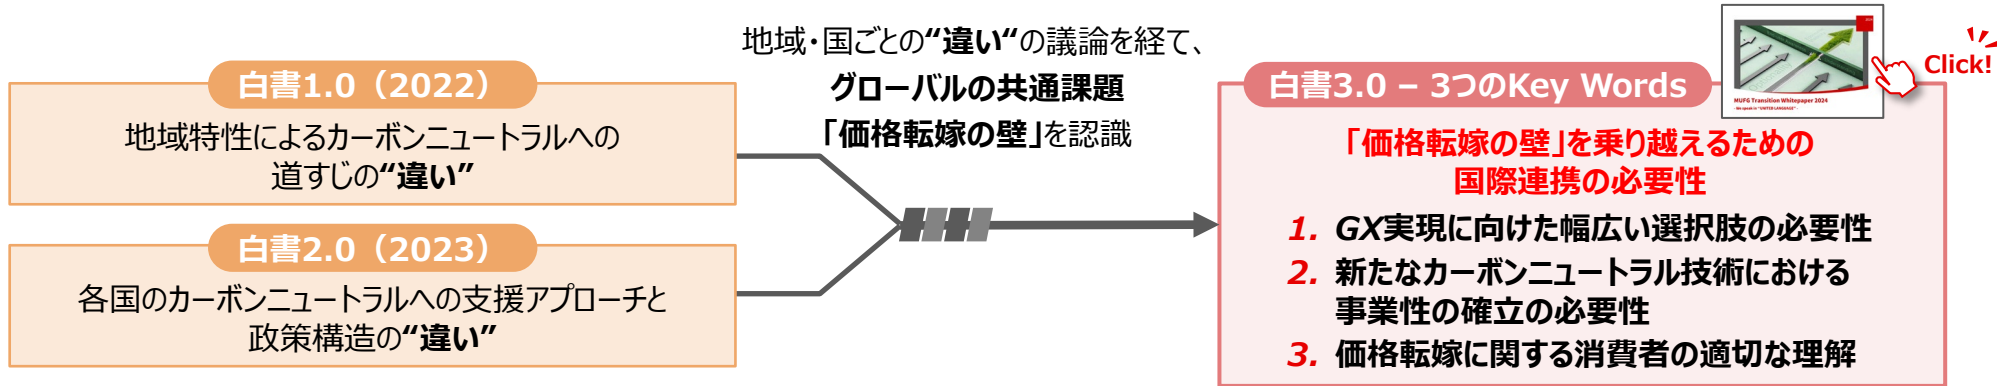 白書1.0（2022）
地域特性によるカーボンニュートラルへの
道すじの“違い”
白書2.0（2023）
各国のカーボンニュートラルへの支援アプローチと
政策構造の“違い”
地域・国ごとの“違い“の議論を経て、
グローバルの共通課題
「価格転嫁の壁」を認識
白書3.0 – 3つのKey Words
MUFG Transition Whitepaper 2024
- We speak in "UNITED LANGUAGE" -
Click!
「価格転嫁の壁」を乗り越えるための
国際連携の必要性
1. GX実現に向けた幅広い選択肢の必要性
2. 新たなカーボンニュートラル技術における
事業性の確立の必要性
3. 価格転嫁に関する消費者の適切な理解